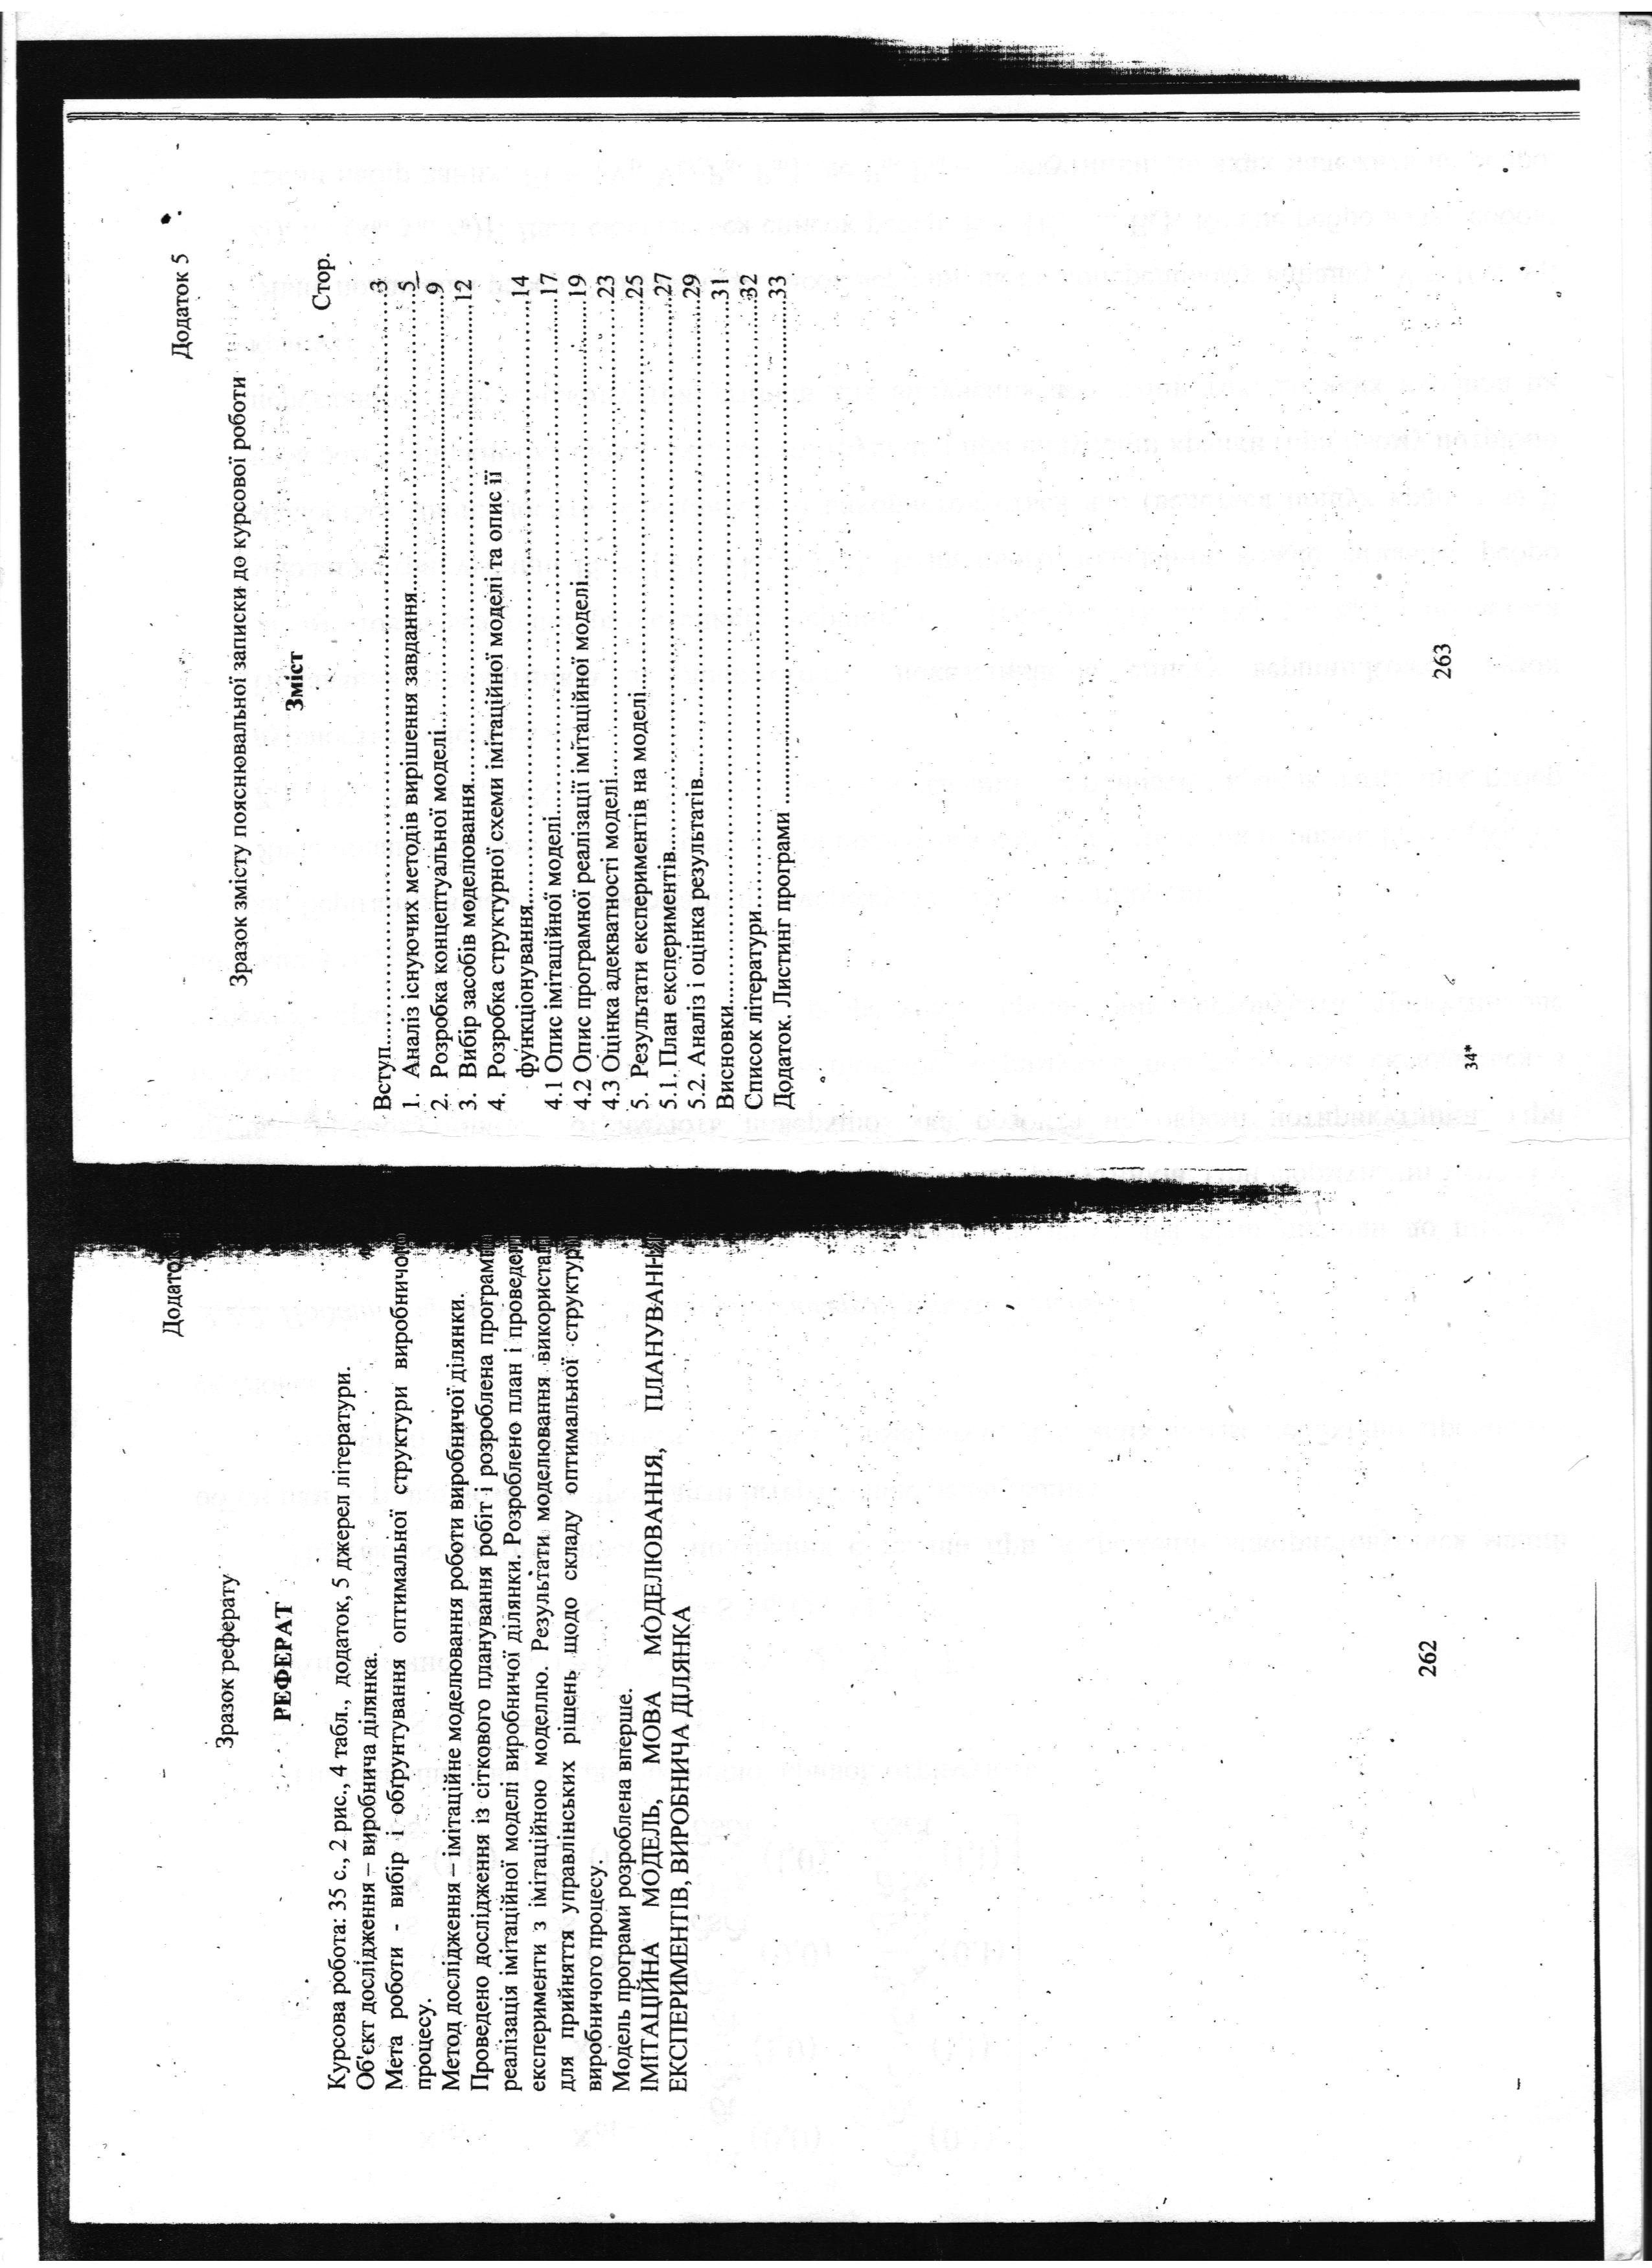 Додаток
Зразок реферату
РЕФЕРАТ
Курсова робота: 35 с., 2 рис., 4 табл., додаток, 5 джерел літератури.
Об'єкт дослідження – виробнича ділянка.
Мета роботи - вибір і обґрунтування оптимальної структури виробничого
процесу.
Метод дослідження – імітаційне моделювання роботи виробничої ділянки.
Проведено дослідження із сіткового планування робіт і розроблена програмн
реалізація імітаційної моделі виробничої ділянки. Розроблено план і проведен
експерименти з імітаційною моделлю. Результати моделювання використан
для прийняття управлінських рішень щодо складу оптимальної структури
виробничого процесу.
Модель програми розроблена вперше.
ІМІТАЦІЙНА МОДЕЛЬ, МОВА МОДЕЛЮВАННЯ, ПЛАНУВАННЯ
ЕКСПЕРИМЕНТІВ, ВИРОБНИЧА ДІЛЯНКА
262
Додаток 5
Зразок змісту пояснювальної записки до курсової роботи
Зміст
Стор.
Вступ..........3
1. Аналіз існуючих методів вирішення завдання..........5
2. Розробка концептуальної моделі..........9
3. Вибір засобів моделювання..........12
4. Розробка структурної схеми імітаційної моделі та опис її
функціонування..........14
4.1 Опис імітаційної моделі..........17
4.2 Опис програмної реалізації імітаційної моделі..........19
4.3 Оцінка адекватності моделі..........23
5. Результати експериментів на моделі..........25
5.1. План експериментів..........27
5.2. Аналіз і оцінка результатів..........29
Висновки..........31
Список літератури..........32
Додаток. Листинг програми ..........33
34*
263